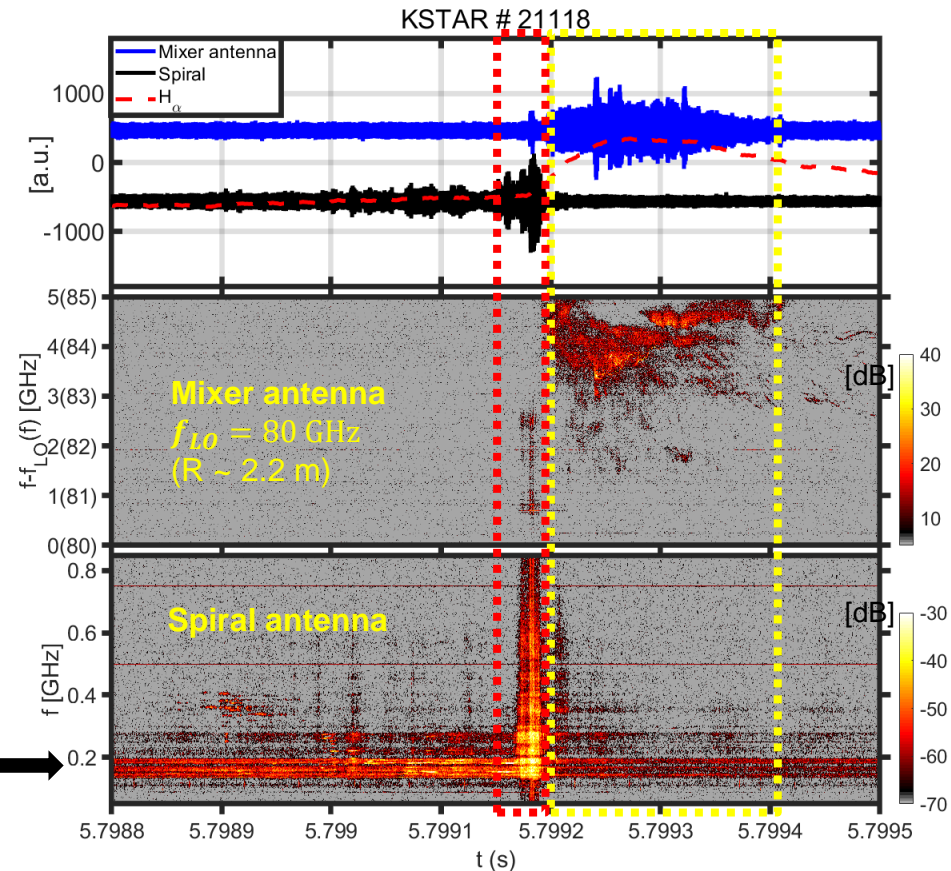 KSTAR # 21118
Mixer antenna
Spiral
H_α
1000
0
-1000
[a.u.]
5(85)
4(84)
3(83)
2(82)
1(81)
0(80)
f-f_LO(f) [GHz]
Mixer antenna
f_LO = 80 GHz
(R ~ 2.2 m)
[dB]
40
30
20
10
0.8
0.6
0.4
0.2
f [GHz]
Spiral antenna
[dB]
-30
-40
-50
-60
-70
5.7988
5.7989
5.799
5.7991
5.7992
5.7993
5.7994
5.7995
t (s)